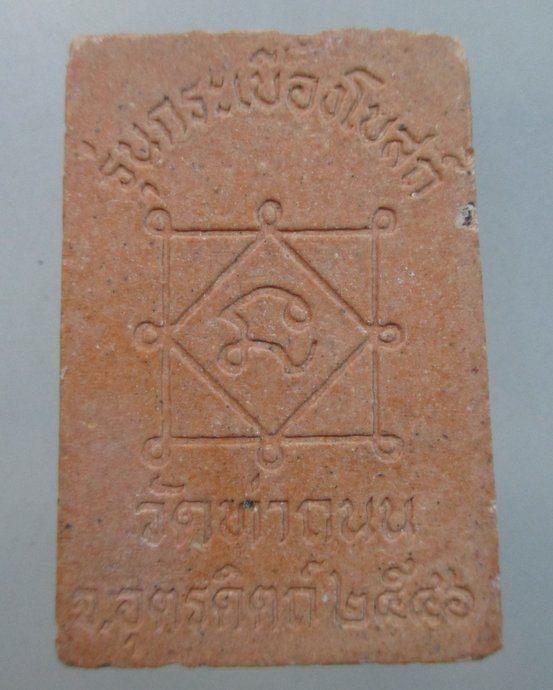 รุ่นกระเบื้องโบสถ์
วัดท่าถนน
จ.อุตรดิตถ์ ๒๕๔๖